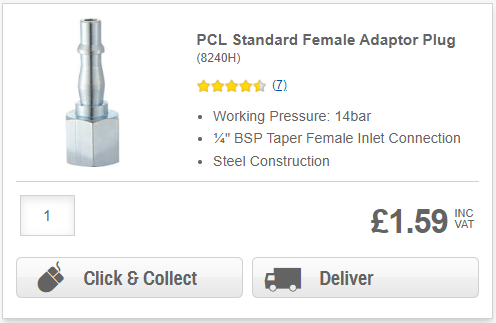 PCL Standard Female Adaptor Plug
(8240H)
(7)
Working Pressure: 14bar
¼" BSP Taper Female Inlet Connection
Steel Construction
1
£1.59 INC VAT
Click & Collect
Deliver